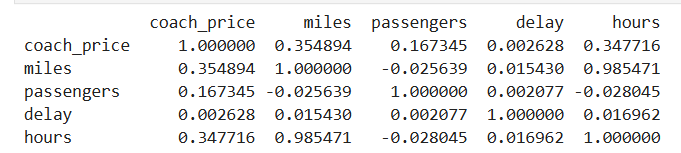 coach_price miles passengers delay hours
coach_price 1.000000 0.354894 0.167345 0.002628 0.347716
miles 0.354894 1.000000 -0.025639 0.015430 0.985471
passengers 0.167345 -0.025639 1.000000 0.002077 -0.028045
delay 0.002628 0.015430 0.002077 1.000000 0.016962
hours 0.347716 0.985471 -0.028045 0.016962 1.000000